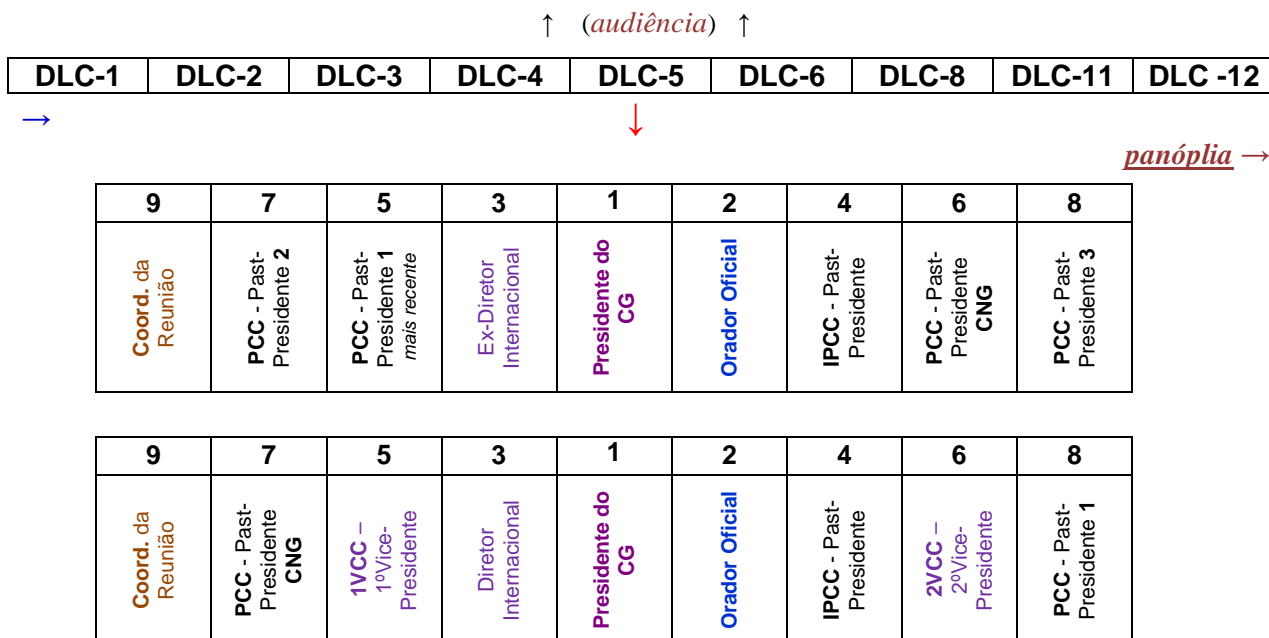 ↑ (audiência) ↑
DLC-1 DLC-2 DLC-3 DLC-4 DLC-5 DLC-6 DLC-8 DLC-11 DLC -12
→ ↓
panóplia →
9 7 5 3 1 2 4 6 8
Coord. da
Reunião
PCC - Past-
Presidente 2
PCC - Past-
Presidente 1
mais recente
Ex-Diretor
Internacional
Presidente do
CG
Orador Oficial
IPCC - Past-
Presidente
PCC - Past-
Presidente
CNG
PCC - Past-
Presidente 3
9 7 5 3 1 2 4 6 8
Coord. da
Reunião
PCC - Past-
Presidente
CNG
1VCC –
1ºVice-
Presidente
Diretor
Internacional
Presidente do
CG
Orador Oficial
IPCC - Past-
Presidente
2VCC –
2ºVice-
Presidente
PCC - Past-
Presidente 1